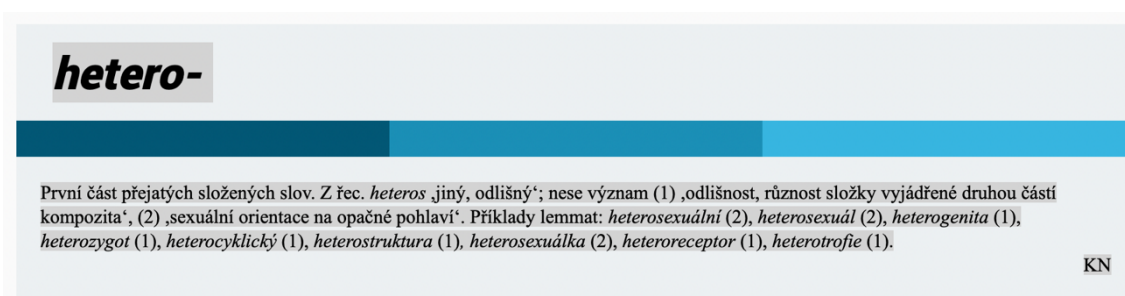 hetero-
První část přejatých složených slov. Z řec. heteros ‚jiný, odlišný‘; nese význam (1) ‚odlišnost, různost složky vyjádřené druhou částí
kompozita‘, (2) ‚sexuální orientace na opačné pohlaví‘. Příklady lemmat: heterosexuální (2), heterosexuál (2), heterogenita (1),
heterozygot (1), heterocyklický (1), heterostruktura (1), heterosexuálka (2), heteroreceptor (1), heterotrofie (1).
KN